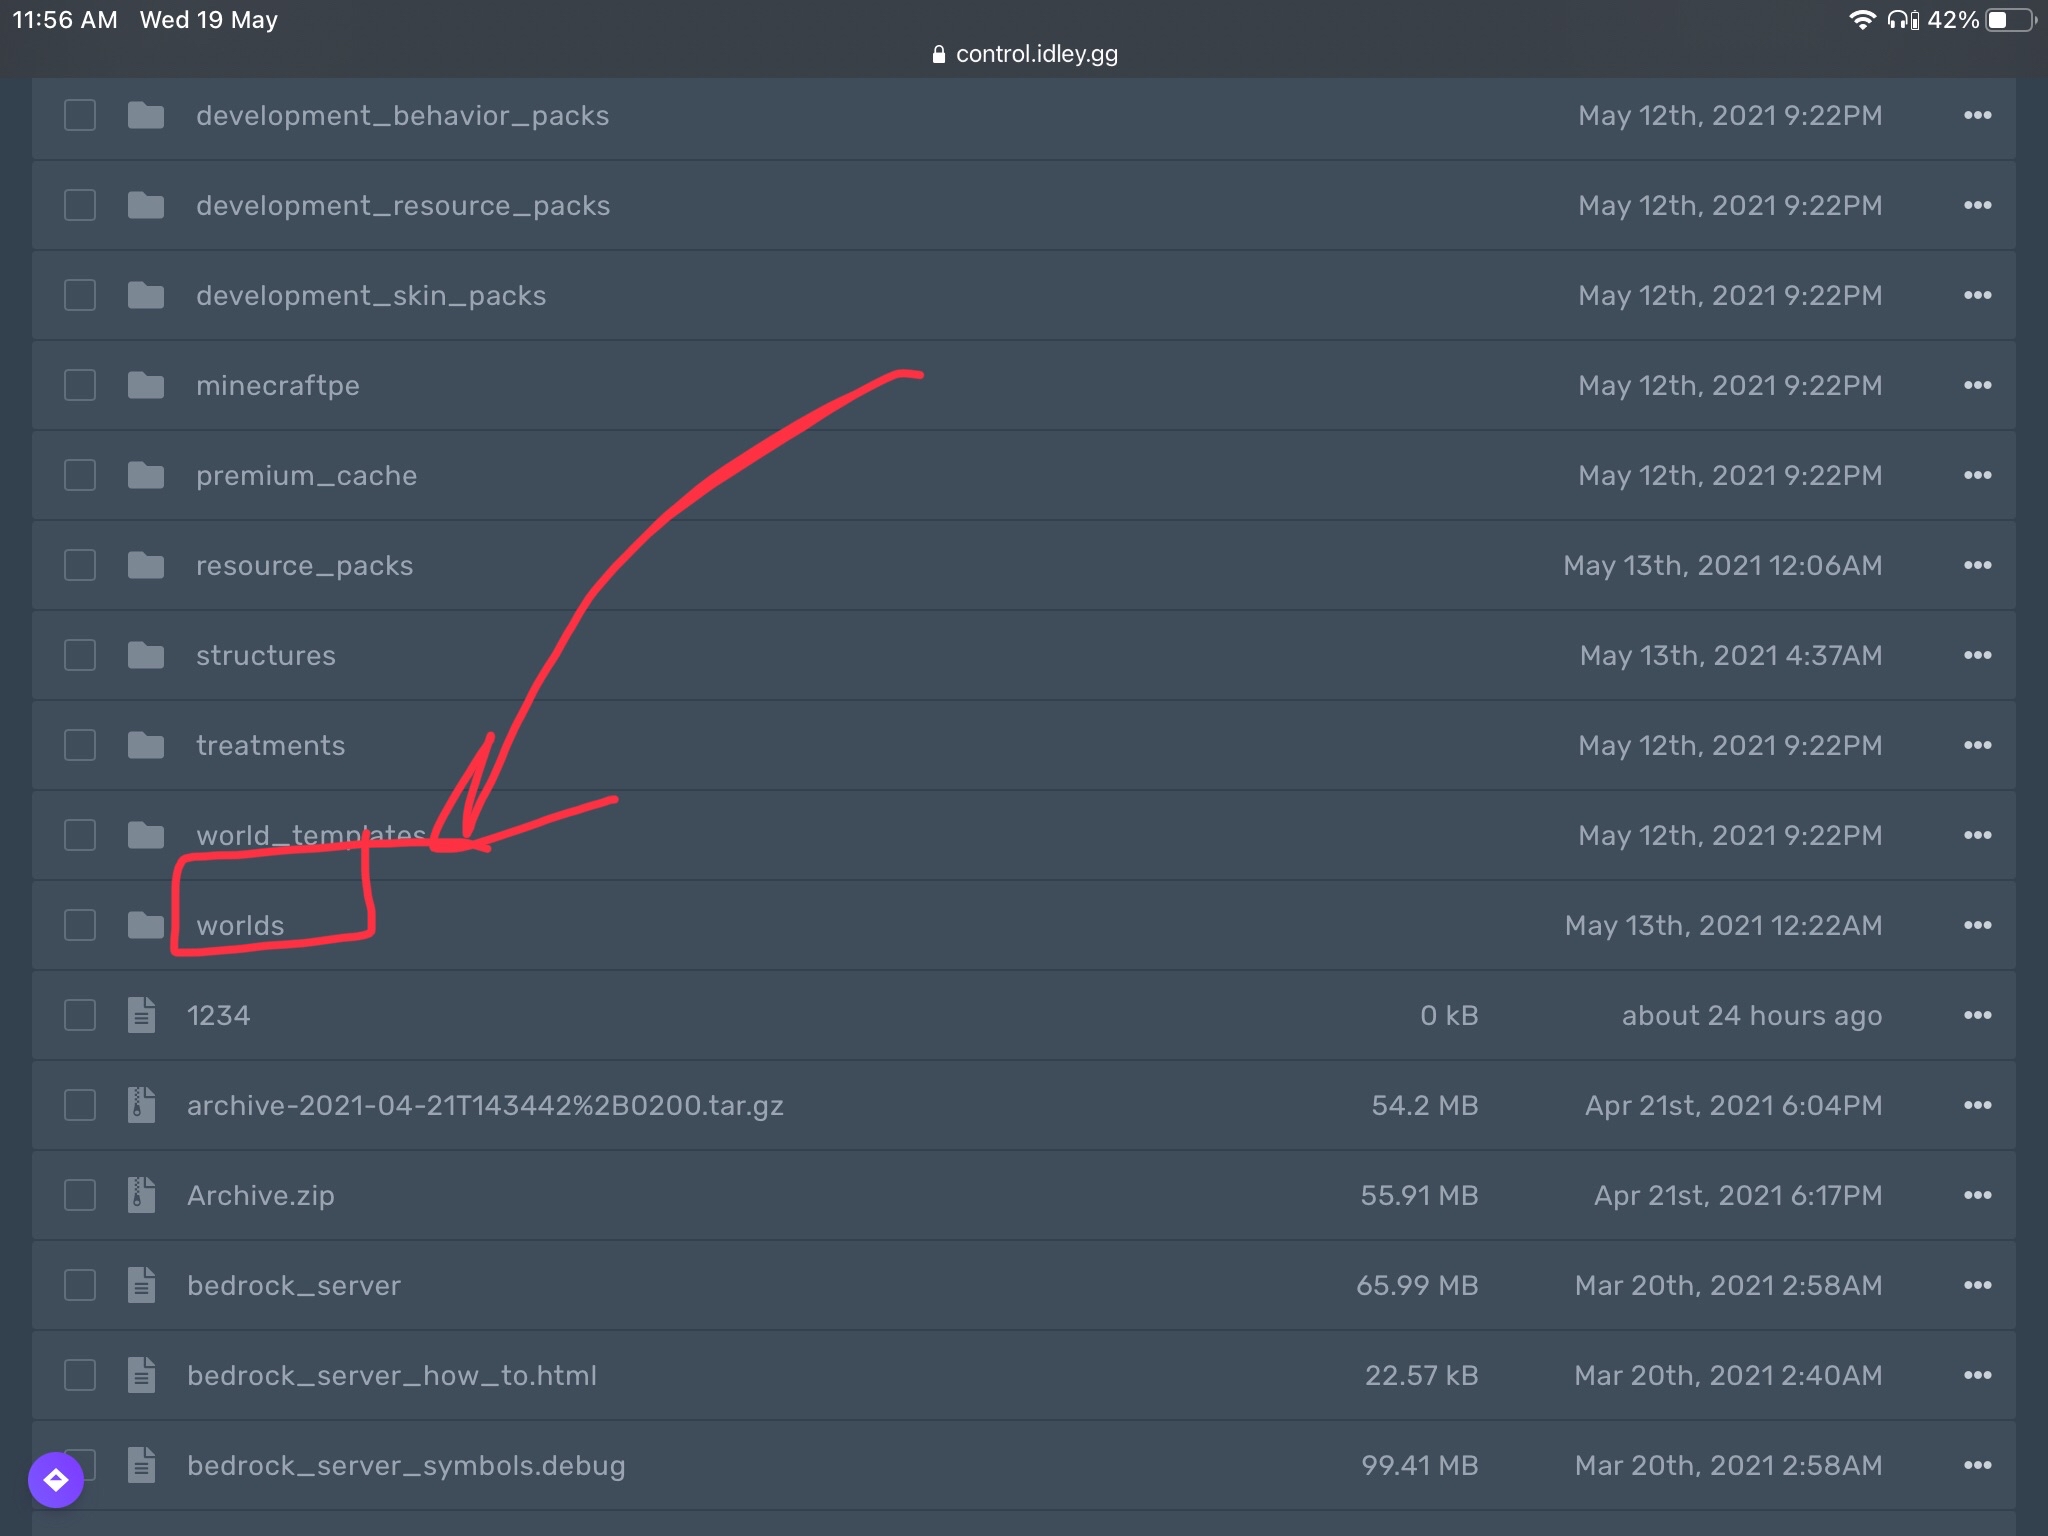 11:56 AM Wed 19 May 42%
control.idley.gg
development_behavior_packs May 12th, 2021 9:22PM
development_resource_packs May 12th, 2021 9:22PM
development_skin_packs May 12th, 2021 9:22PM
minecraftpe May 12th, 2021 9:22PM
premium_cache May 12th, 2021 9:22PM
resource_packs May 13th, 2021 12:06AM
structures May 13th, 2021 4:37AM
treatments May 12th, 2021 9:22PM
world_templates May 12th, 2021 9:22PM
worlds May 13th, 2021 12:22AM
1234 0 kB about 24 hours ago
archive-2021-04-21T143442%2B0200.tar.gz 54.2 MB Apr 21st, 2021 6:04PM
Archive.zip 55.91 MB Apr 21st, 2021 6:17PM
bedrock_server 65.99 MB Mar 20th, 2021 2:58AM
bedrock_server_how_to.html 22.57 kB Mar 20th, 2021 2:40AM
bedrock_server_symbols.debug 99.41 MB Mar 20th, 2021 2:58AM